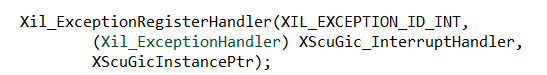 Xil_ExceptionRegisterHandler(XIL_EXCEPTION_ID_INT,
(Xil_ExceptionHandler) XScuGic_InterruptHandler,
XScuGicInstancePtr);